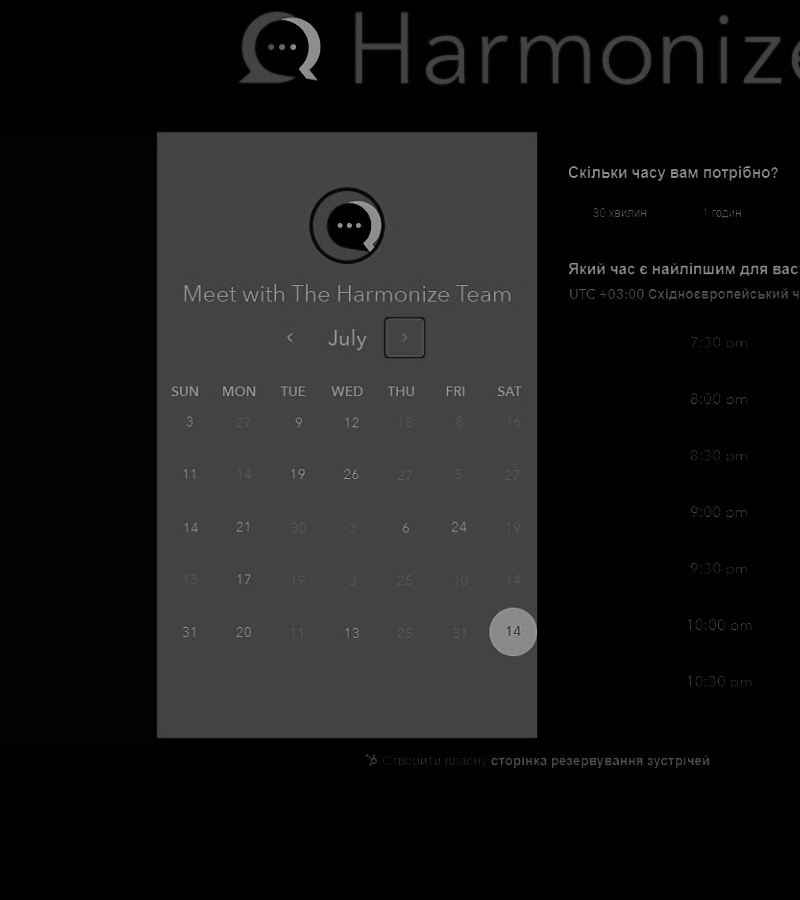 Harmonize
Meet with The Harmonize Team
July
SUN MON TUE WED THU FRI SAT
3 27 9 12 18 8 16
11 14 19 26 27 5 27
14 21 30 3 6 24 19
13 17 19 3 25 10 14
31 20 11 13 25 31 14
Скільки часу вам потрібно?
30 хвилин 1 годин
Який час є найліпшим для вас
UTC +03:00 Східноєвропейський ч
7:30 pm
8:00 pm
8:30 pm
9:00 pm
9:30 pm
10:00 pm
10:30 pm
Створити власну сторінка резервування зустрічей